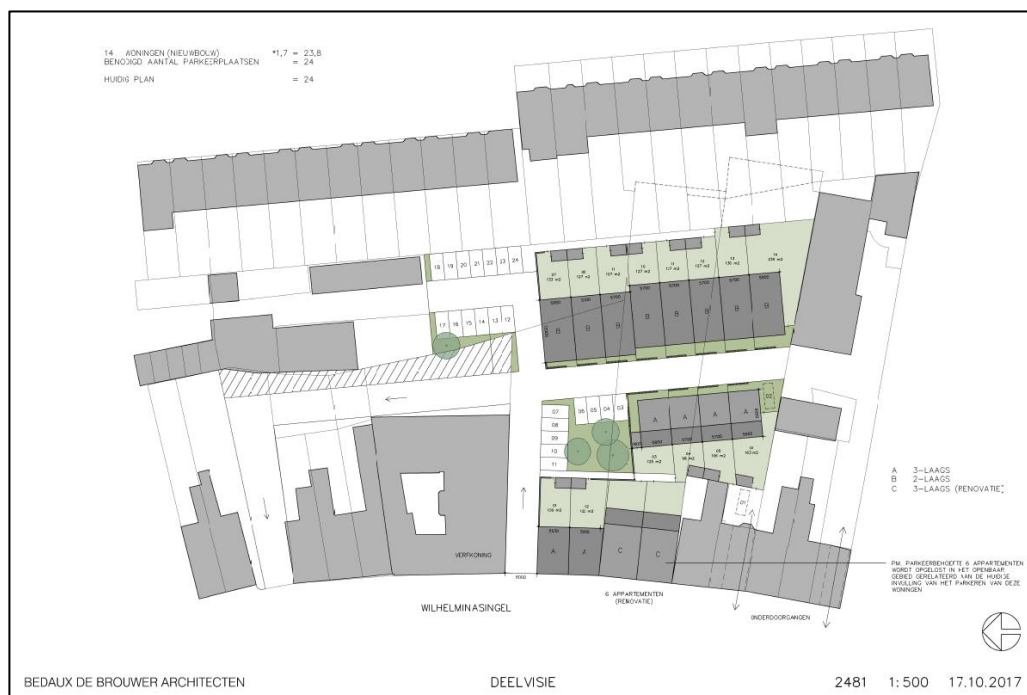 14 WONINGEN (NIEUWBOUW) *1,7 = 23,8
BENODIGD AANTAL PARKEERPLAATSEN = 24
HUIDIG PLAN = 24
18 19 20 21 22 23 24
17 16 15 14 13 12
B B B B B B B B
07 06 05 04 03
08
09
10
11
02
A A A A
01
A A C C
VERFKONING
A 3-LAAGS
B 2-LAAGS
C 3-LAAGS (RENOVATIE)
PM. PARKEERBEHOEFTE 6 APPARTEMENTEN
WORDT OPGELOST IN HET OPENBAAR
GEBIED GERELATEERD AAN DE HUIDIGE
INVULLING VAN HET PARKEREN VAN DEZE
WONINGEN
WILHELMINASINGEL
6 APPARTEMENTEN
(RENOVATIE)
ONDERDOORGANGEN
BEDAUX DE BROUWER ARCHITECTEN DEELVISIE 2481 1:500 17.10.2017